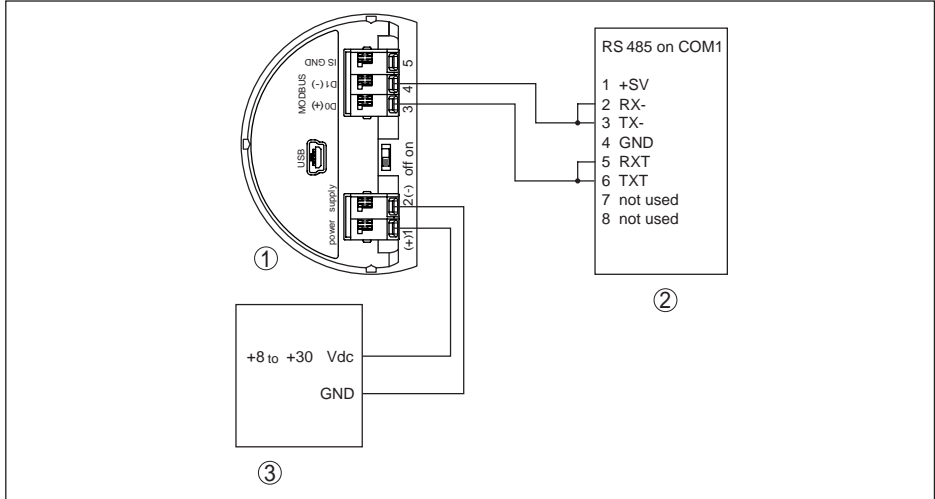 IS GND
D1(-)
MODBUS
D0(+)
USB
power supply
5
4
3
off on
2(-)
(+)1
1
RS 485 on COM1
1 +SV
2 RX-
3 TX-
4 GND
5 RXT
6 TXT
7 not used
8 not used
2
+8 to +30 Vdc
GND
3